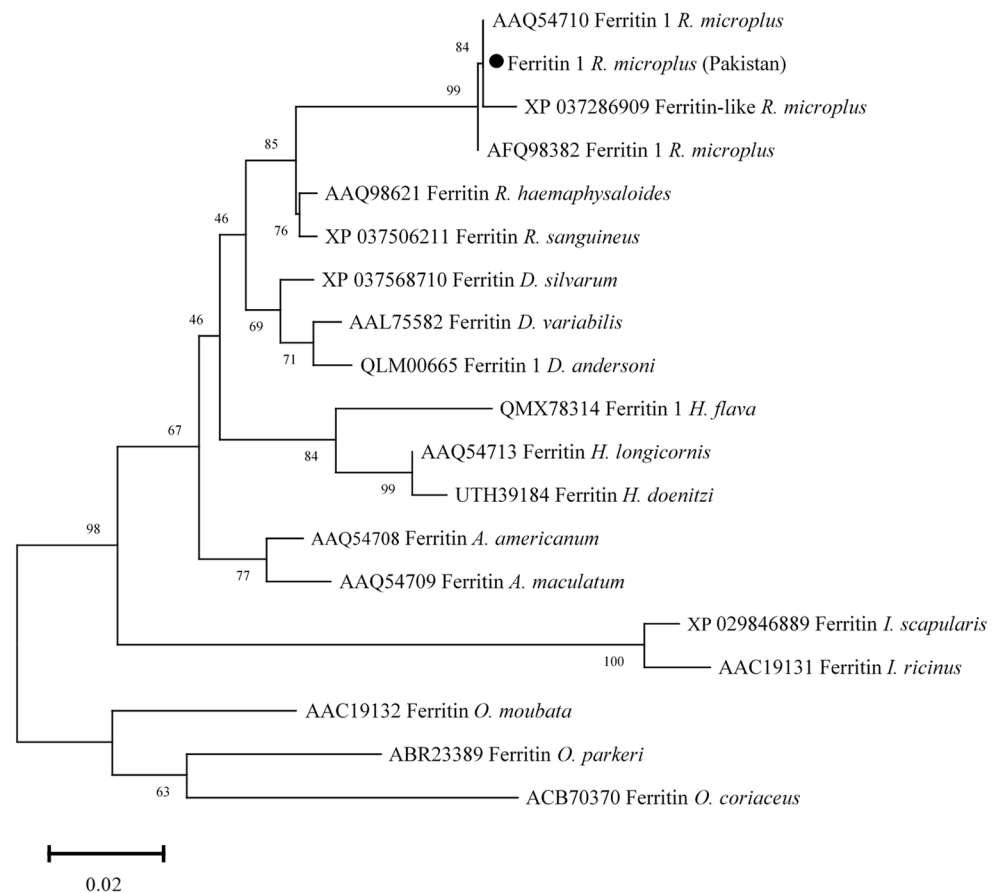 AAQ54710 Ferritin 1 R. microplus
84
Ferritin 1 R. microplus (Pakistan)
99
XP 037286909 Ferritin-like R. microplus
AFQ98382 Ferritin 1 R. microplus
85
AAQ98621 Ferritin R. haemaphysaloides
46
76
XP 037506211 Ferritin R. sanguineus
XP 037568710 Ferritin D. silvarum
46
69
AAL75582 Ferritin D. variabilis
71
QLM00665 Ferritin 1 D. andersoni
QMX78314 Ferritin 1 H. flava
67
84
AAQ54713 Ferritin H. longicornis
99
UTH39184 Ferritin H. doenitzi
98
AAQ54708 Ferritin A. americanum
77
AAQ54709 Ferritin A. maculatum
XP 029846889 Ferritin I. scapularis
100
AAC19131 Ferritin I. ricinus
AAC19132 Ferritin O. moubata
ABR23389 Ferritin O. parkeri
63
ACB70370 Ferritin O. coriaceus
0.02